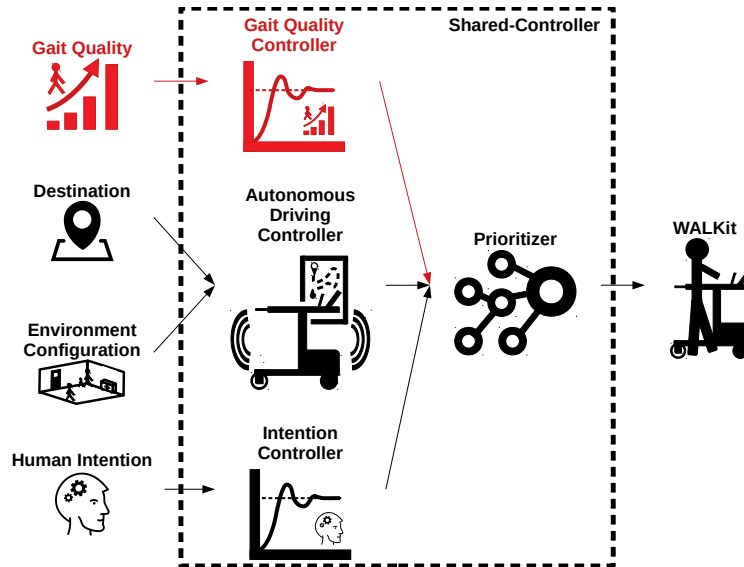 Gait Quality
Gait Quality
Controller
Shared-Controller
Destination
Autonomous
Driving
Controller
Prioritizer
WALKit
Environment
Configuration
Human Intention
Intention
Controller